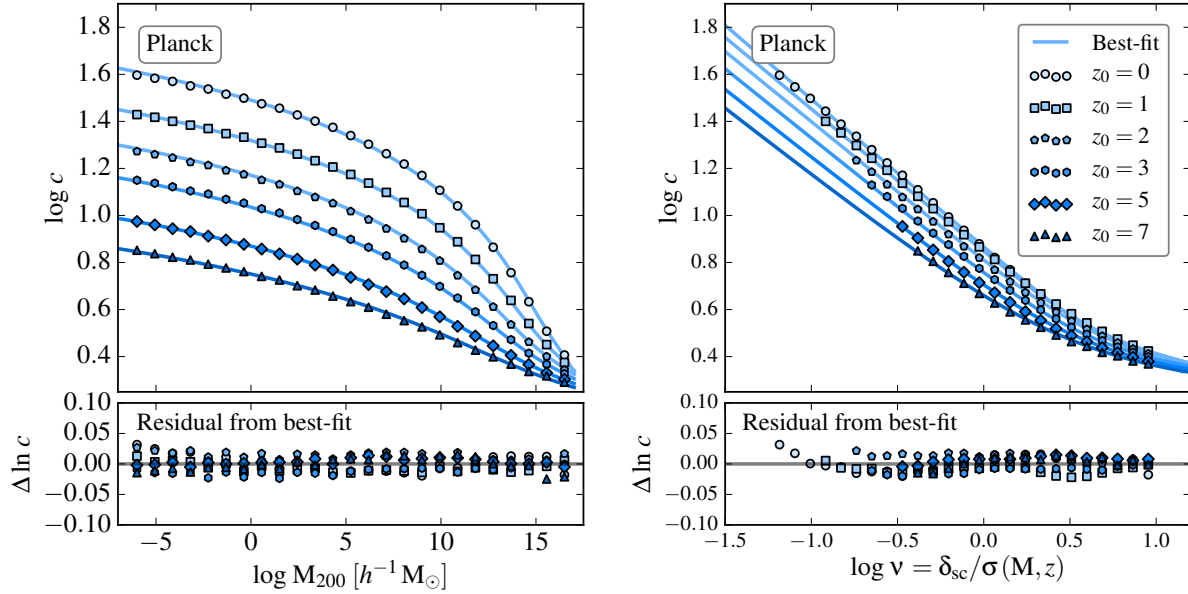 1.8
1.6
1.4
1.2
1.0
0.8
0.6
0.4
log c
Planck
0.10
0.05
0.00
−0.05
−0.10
Δ ln c
Residual from best-fit
−5 0 5 10 15
log M₂₀₀ [h⁻¹ M⊙]
1.8
1.6
1.4
1.2
1.0
0.8
0.6
0.4
log c
Planck
Best-fit
z₀ = 0
z₀ = 1
z₀ = 2
z₀ = 3
z₀ = 5
z₀ = 7
0.10
0.05
0.00
−0.05
−0.10
Δ ln c
Residual from best-fit
−1.5 −1.0 −0.5 0.0 0.5 1.0
log ν = δsc/σ (M, z)